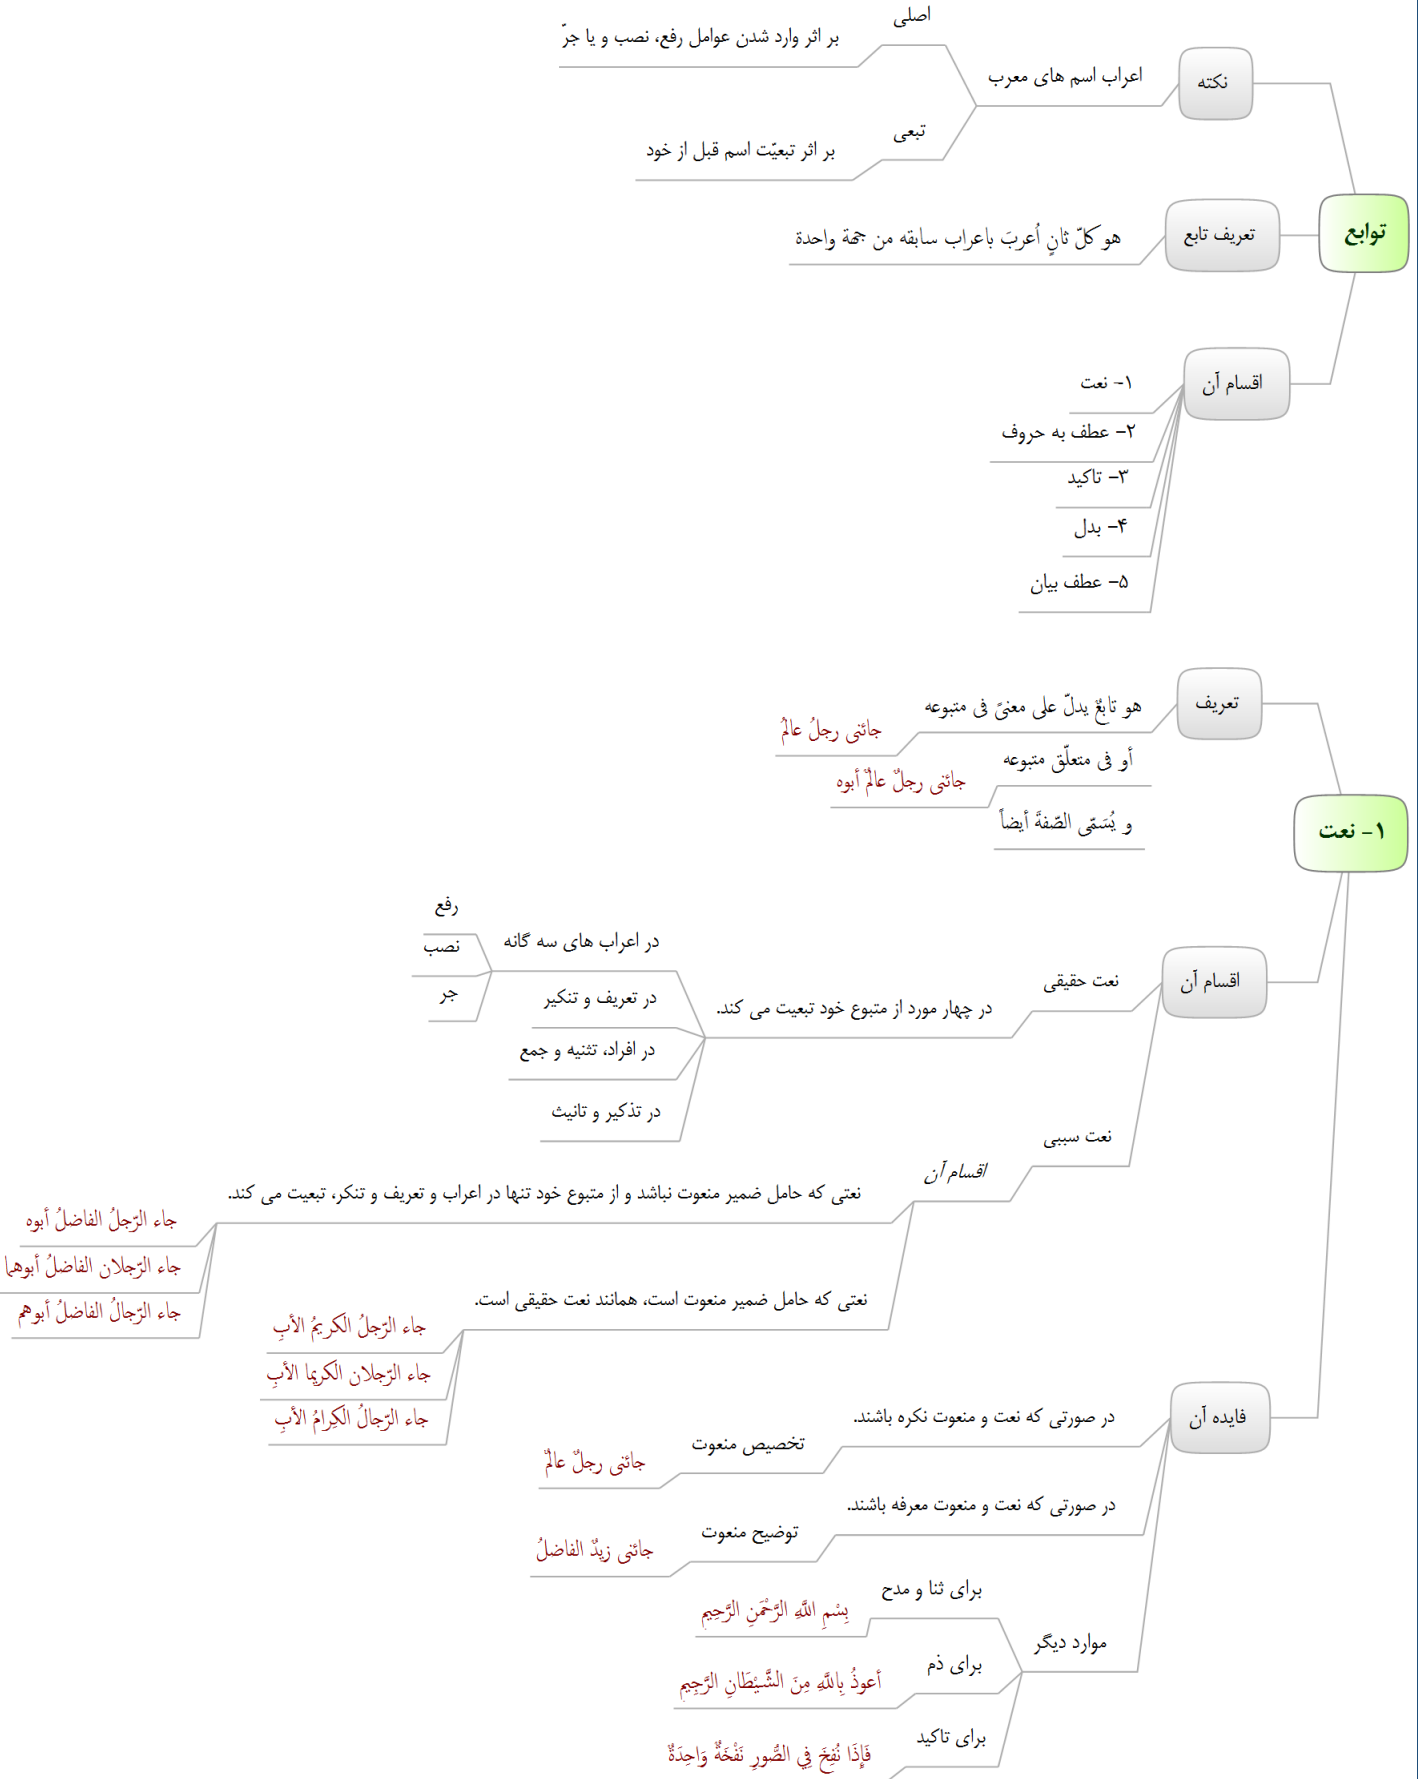 توابع
نکته
اعراب اسم های معرب
اصلی
بر اثر وارد شدن عوامل رفع، نصب و یا جرّ
تبعی
بر اثر تبعیّت اسم قبل از خود
تعریف تابع
هو کلّ ثانٍ اُعربَ باعراب سابقه من جهة واحدة
اقسام آن
۱- نعت
۲- عطف به حروف
۳- تاکید
۴- بدل
۵- عطف بیان
۱- نعت
تعریف
هو تابعٌ یدلّ علی معنیً فی متبوعه
جائنی رجلُ عالمُ
أو فی متعلّق متبوعه
جائنی رجلٌ عالمٌ أبوه
و یُسَمّی الصّفةَ أیضاً
اقسام آن
نعت حقیقی
در چهار مورد از متبوع خود تبعیت می کند.
در اعراب های سه گانه
رفع
نصب
جر
در تعریف و تنکیر
در افراد، تثنیه و جمع
در تذکیر و تانیث
نعت سببی
اقسام آن
نعتی که حامل ضمیر منعوت نباشد و از متبوع خود تنها در اعراب و تعریف و تنکر، تبعیت می کند.
جاء الرّجلُ الفاضلُ أبوه
جاء الرّجلان الفاضلُ أبوهما
جاء الرّجالُ الفاضلُ أبوهم
نعتی که حامل ضمیر منعوت است، همانند نعت حقیقی است.
جاء الرّجلُ الکریمُ الأبِ
جاء الرّجلان الکریما الأبِ
جاء الرّجالُ الکِرامُ الأبِ
فایده آن
در صورتی که نعت و منعوت نکره باشند.
تخصیص منعوت
جائنی رجلٌ عالمٌ
در صورتی که نعت و منعوت معرفه باشند.
توضیح منعوت
جائنی زیدٌ الفاضلُ
موارد دیگر
برای ثنا و مدح
بِسْمِ اللَّهِ الرَّحْمَنِ الرَّحِیمِ
برای ذم
أعوذُ بِاللَّهِ مِنَ الشَّیْطَانِ الرَّجِیمِ
برای تاکید
فَإِذَا نُفِخَ فِي الصُّورِ نَفْخَةٌ وَاحِدَةٌ